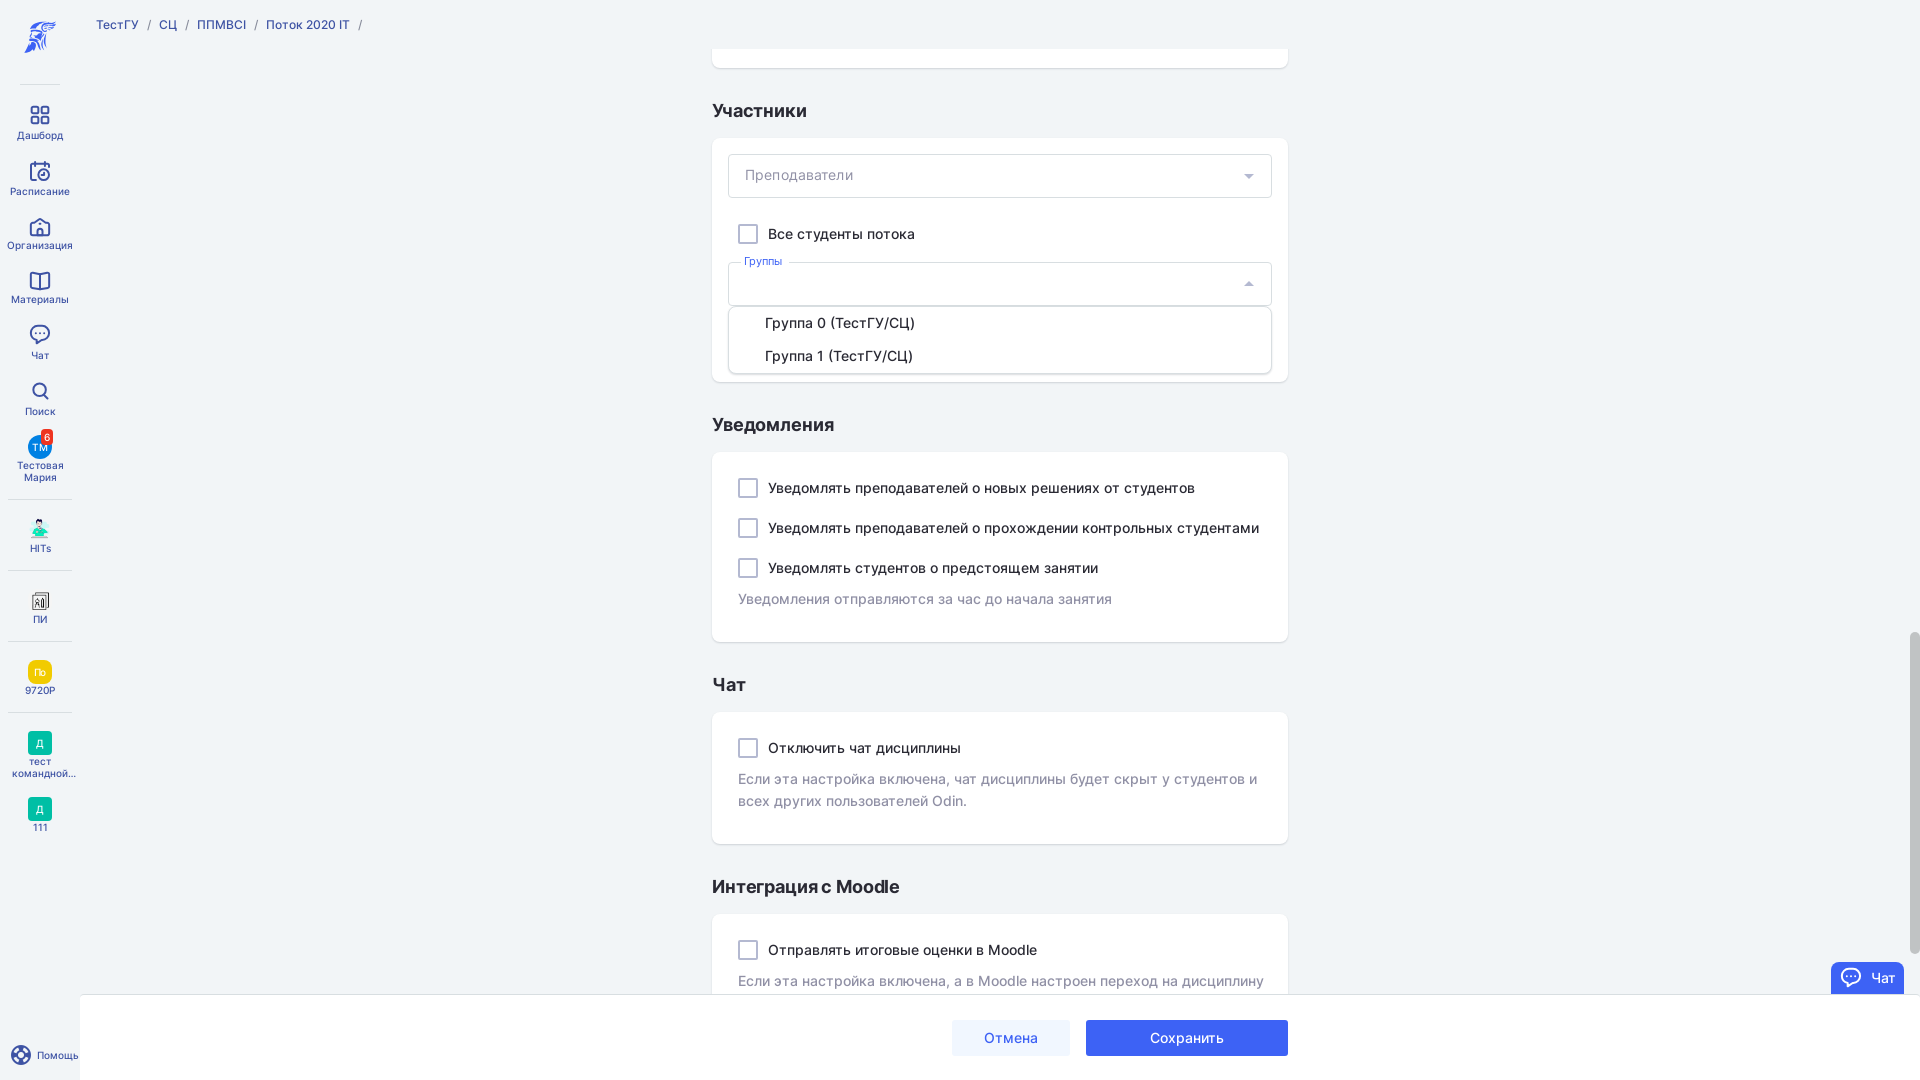 ТестГУ / СЦ / ППМВСІ / Поток 2020 IT /
Дашборд
Расписание
Организация
Материалы
Чат
Поиск
ТМ
6
Тестовая
Мария
HITs
ПИ
Пb
9720P
Д
тест
командной...
Д
111
Помощь
Участники
Преподаватели
Все студенты потока
Группы
Группа 0 (ТестГУ/СЦ)
Группа 1 (ТестГУ/СЦ)
Уведомления
Уведомлять преподавателей о новых решениях от студентов
Уведомлять преподавателей о прохождении контрольных студентами
Уведомлять студентов о предстоящем занятии
Уведомления отправляются за час до начала занятия
Чат
Отключить чат дисциплины
Если эта настройка включена, чат дисциплины будет скрыт у студентов и
всех других пользователей Odin.
Интеграция с Moodle
Отправлять итоговые оценки в Moodle
Если эта настройка включена, а в Moodle настроен переход на дисциплину
Чат
Отмена
Сохранить